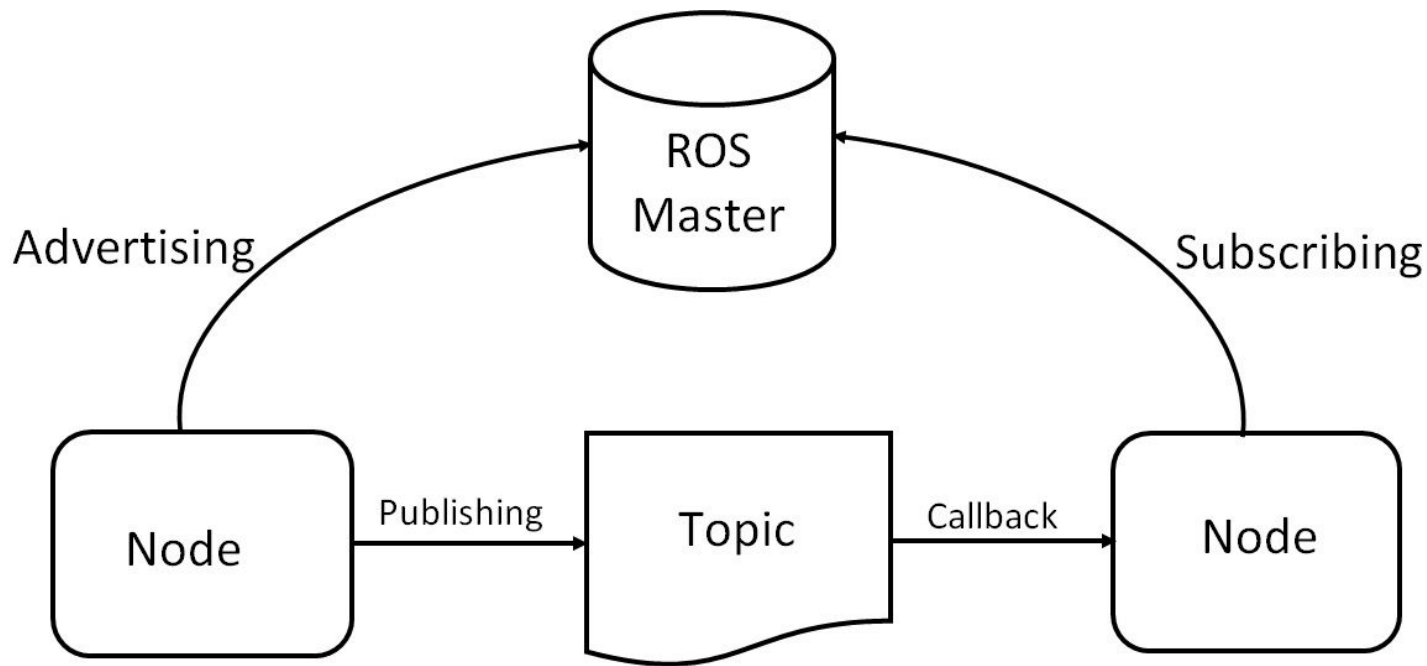 ROS
Master
Advertising
Subscribing
Node
Publishing
Topic
Callback
Node